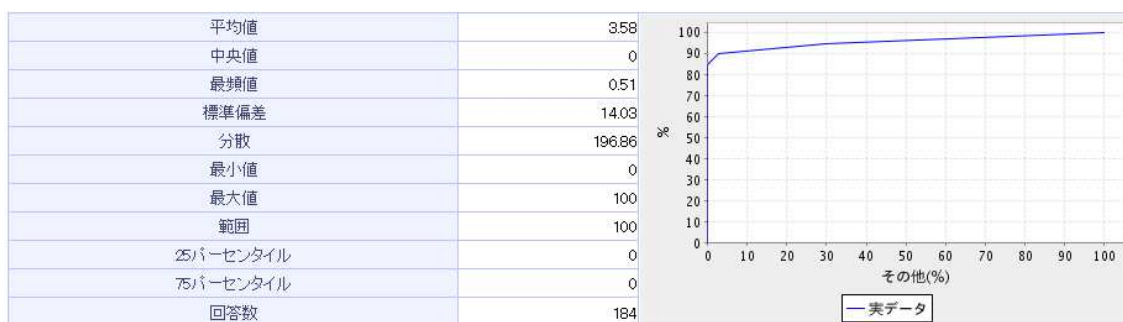 平均値 3.58
中央値 0
最頻値 0.51
標準偏差 14.03
分散 196.86
最小値 0
最大値 100
範囲 100
25パーセンタイル 0
75パーセンタイル 0
回答数 184
100
90
80
70
60
50
40
30
20
10
0
%
0 10 20 30 40 50 60 70 80 90 100
その他(%)
実データ